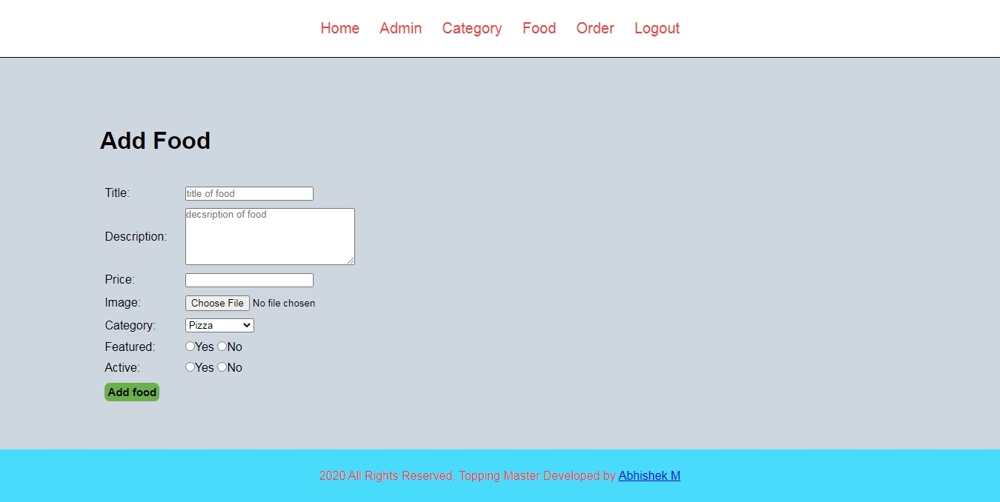 Home Admin Category Food Order Logout
Add Food
Title: title of food
Description: decsription of food
Price:
Image: Choose File No file chosen
Category: Pizza
Featured: Yes No
Active: Yes No
Add food
2020 All Rights Reserved, Topping Master Developed by Abhishek M